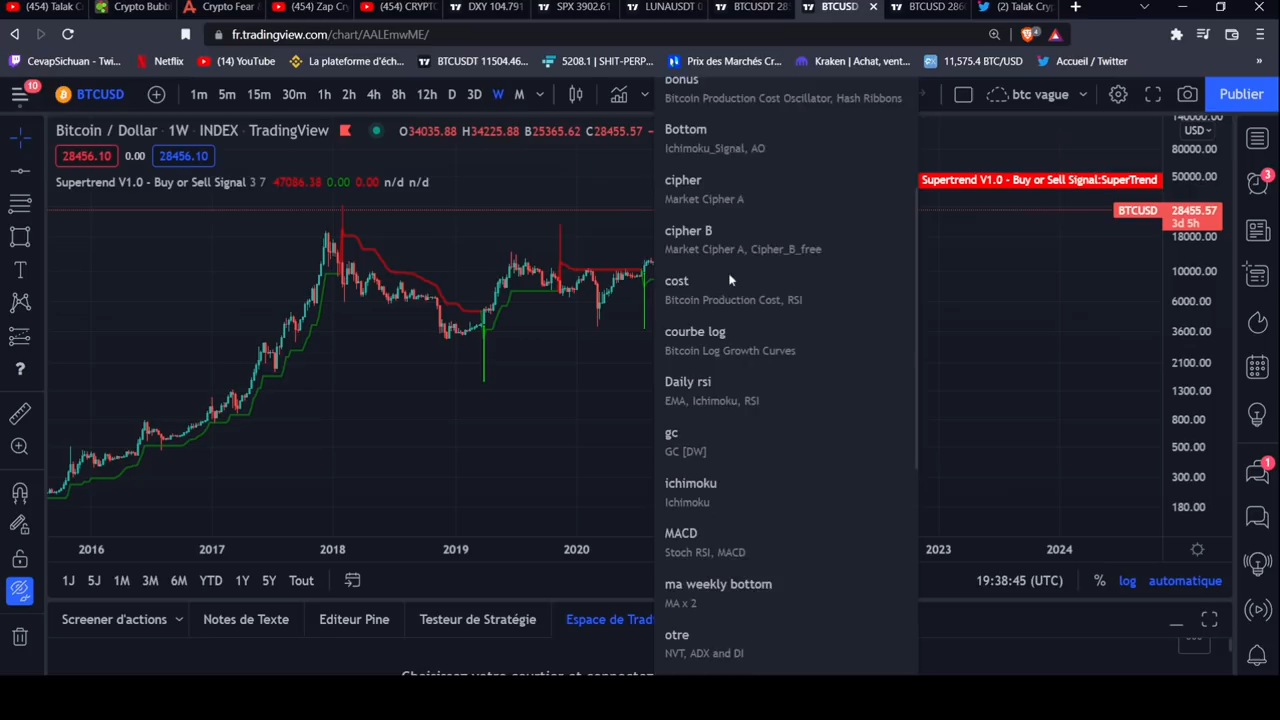 (454) Talak C
Crypto Bubb
Crypto Fear &
(454) Zap Cry
(454) CRYPTO
DXY 104.791
SPX 3902.61
LUNAUSDT 0
BTCUSDT 285
BTCUSD
BTCUSD 286
(2) Talak Cryp
fr.tradingview.com/chart/AALEmwME/
CevapSichuan - Twi...
Netflix
(14) YouTube
La plateforme d'éch...
BTCUSDT 11504.46...
5208.1 | SHIT-PERP...
Prix des Marchés Cr...
Kraken | Achat, vent...
11,575.4 BTC/USD
Accueil / Twitter
»
10
BTCUSD
1m
5m
15m
30m
1h
2h
4h
8h
12h
D
3D
W
M
btc vague
Publier
Bitcoin / Dollar · 1W · INDEX · TradingView
O34035.88 H34225.88 B25365.62 C28455.57
28456.10
0.00
28456.10
Supertrend V1.0 - Buy or Sell Signal 3 7 47086.38 0.00 0.00 n/d n/d
bonus
Bitcoin Production Cost Oscillator, Hash Ribbons
Bottom
Ichimoku_Signal, AO
cipher
Market Cipher A
cipher B
Market Cipher A, Cipher_B_free
cost
Bitcoin Production Cost, RSI
courbe log
Bitcoin Log Growth Curves
Daily rsi
EMA, Ichimoku, RSI
gc
GC [DW]
ichimoku
Ichimoku
MACD
Stoch RSI, MACD
ma weekly bottom
MA x 2
otre
NVT, ADX and DI
140000.00
USD
80000.00
Supertrend V1.0 - Buy or Sell Signal:SuperTrend
50000.00
BTCUSD
28455.57
3d 5h
18000.00
10000.00
6000.00
3600.00
2100.00
1300.00
800.00
500.00
300.00
180.00
3
1
2016
2017
2018
2019
2020
2023
2024
1J
5J
1M
3M
6M
YTD
1Y
5Y
Tout
19:38:45 (UTC)
%
log
automatique
Screener d'actions
Notes de Texte
Editeur Pine
Testeur de Stratégie
Espace de Trad
Choisissez votre courtier et connecte